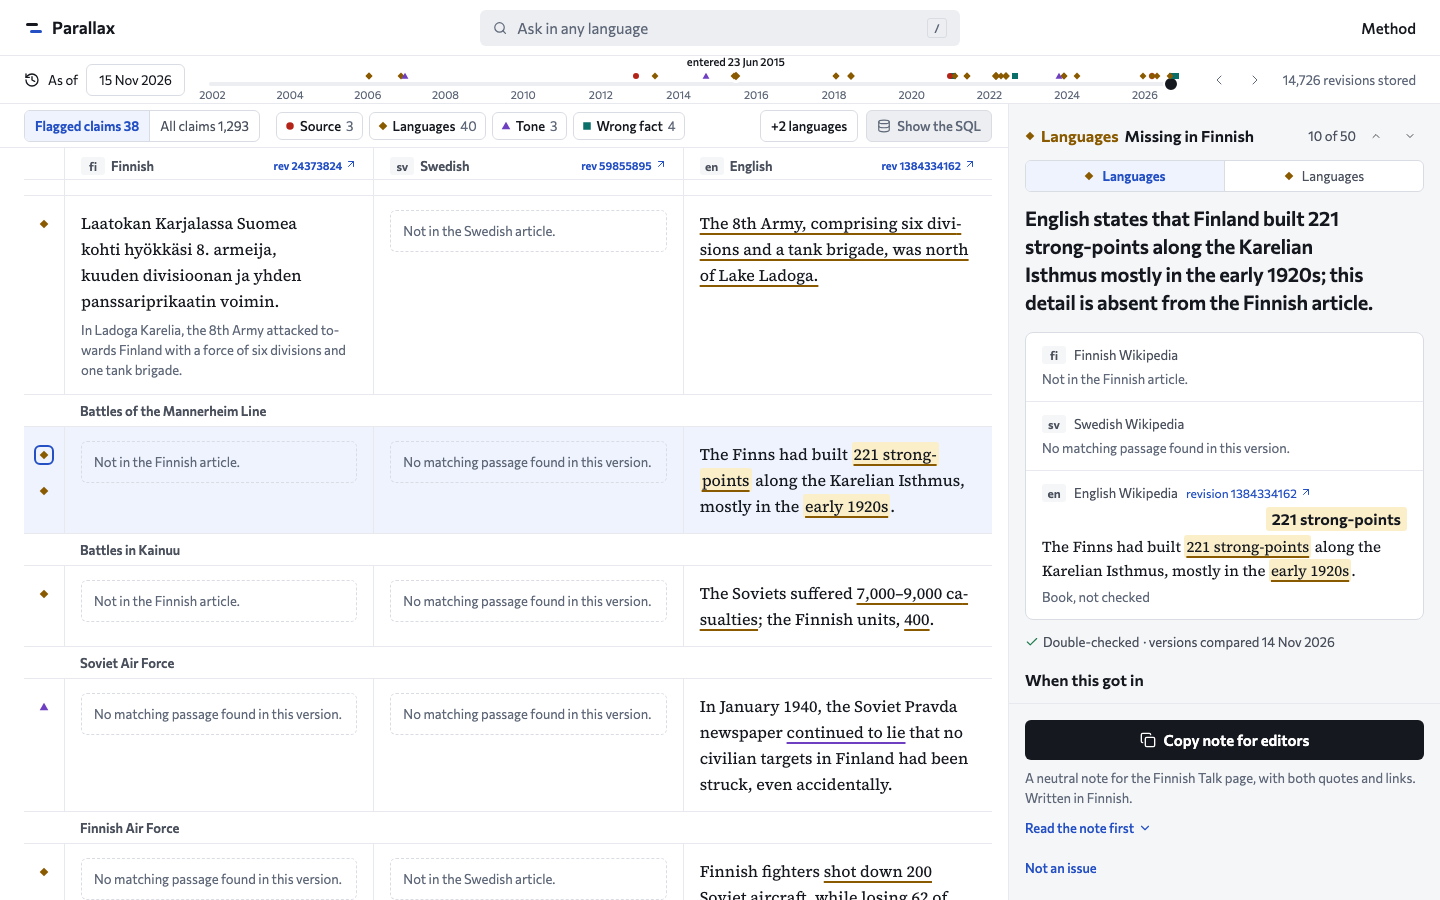 Parallax
Ask in any language
/
Method
As of
15 Nov 2026
entered 23 Jun 2015
2002 2004 2006 2008 2010 2012 2014 2016 2018 2020 2022 2024 2026
14,726 revisions stored
Flagged claims 38
All claims 1,293
Source 3
Languages 40
Tone 3
Wrong fact 4
+2 languages
Show the SQL
fi Finnish rev 24373824
sv Swedish rev 59855895
en English rev 1384334162
Laatokan Karjalassa Suomea
kohti hyökkäsi 8. armeija,
kuuden divisioonan ja yhden
panssariprikaatin voimin.
In Ladoga Karelia, the 8th Army attacked to-
wards Finland with a force of six divisions and
one tank brigade.
Not in the Swedish article.
The 8th Army, comprising six divi-
sions and a tank brigade, was north
of Lake Ladoga.
Battles of the Mannerheim Line
Not in the Finnish article.
No matching passage found in this version.
The Finns had built 221 strong-
points along the Karelian Isthmus,
mostly in the early 1920s.
Battles in Kainuu
Not in the Finnish article.
No matching passage found in this version.
The Soviets suffered 7,000–9,000 ca-
sualties; the Finnish units, 400.
Soviet Air Force
No matching passage found in this version.
No matching passage found in this version.
In January 1940, the Soviet Pravda
newspaper continued to lie that no
civilian targets in Finland had been
struck, even accidentally.
Finnish Air Force
No matching passage found in this version.
Not in the Swedish article.
Finnish fighters shot down 200
Soviet aircraft, while losing 62 of
Languages Missing in Finnish
10 of 50
Languages
Languages
English states that Finland built 221
strong-points along the Karelian
Isthmus mostly in the early 1920s; this
detail is absent from the Finnish article.
fi Finnish Wikipedia
Not in the Finnish article.
sv Swedish Wikipedia
No matching passage found in this version.
en English Wikipedia revision 1384334162
221 strong-points
The Finns had built 221 strong-points along the
Karelian Isthmus, mostly in the early 1920s.
Book, not checked
Double-checked · versions compared 14 Nov 2026
When this got in
Copy note for editors
A neutral note for the Finnish Talk page, with both quotes and links.
Written in Finnish.
Read the note first
Not an issue